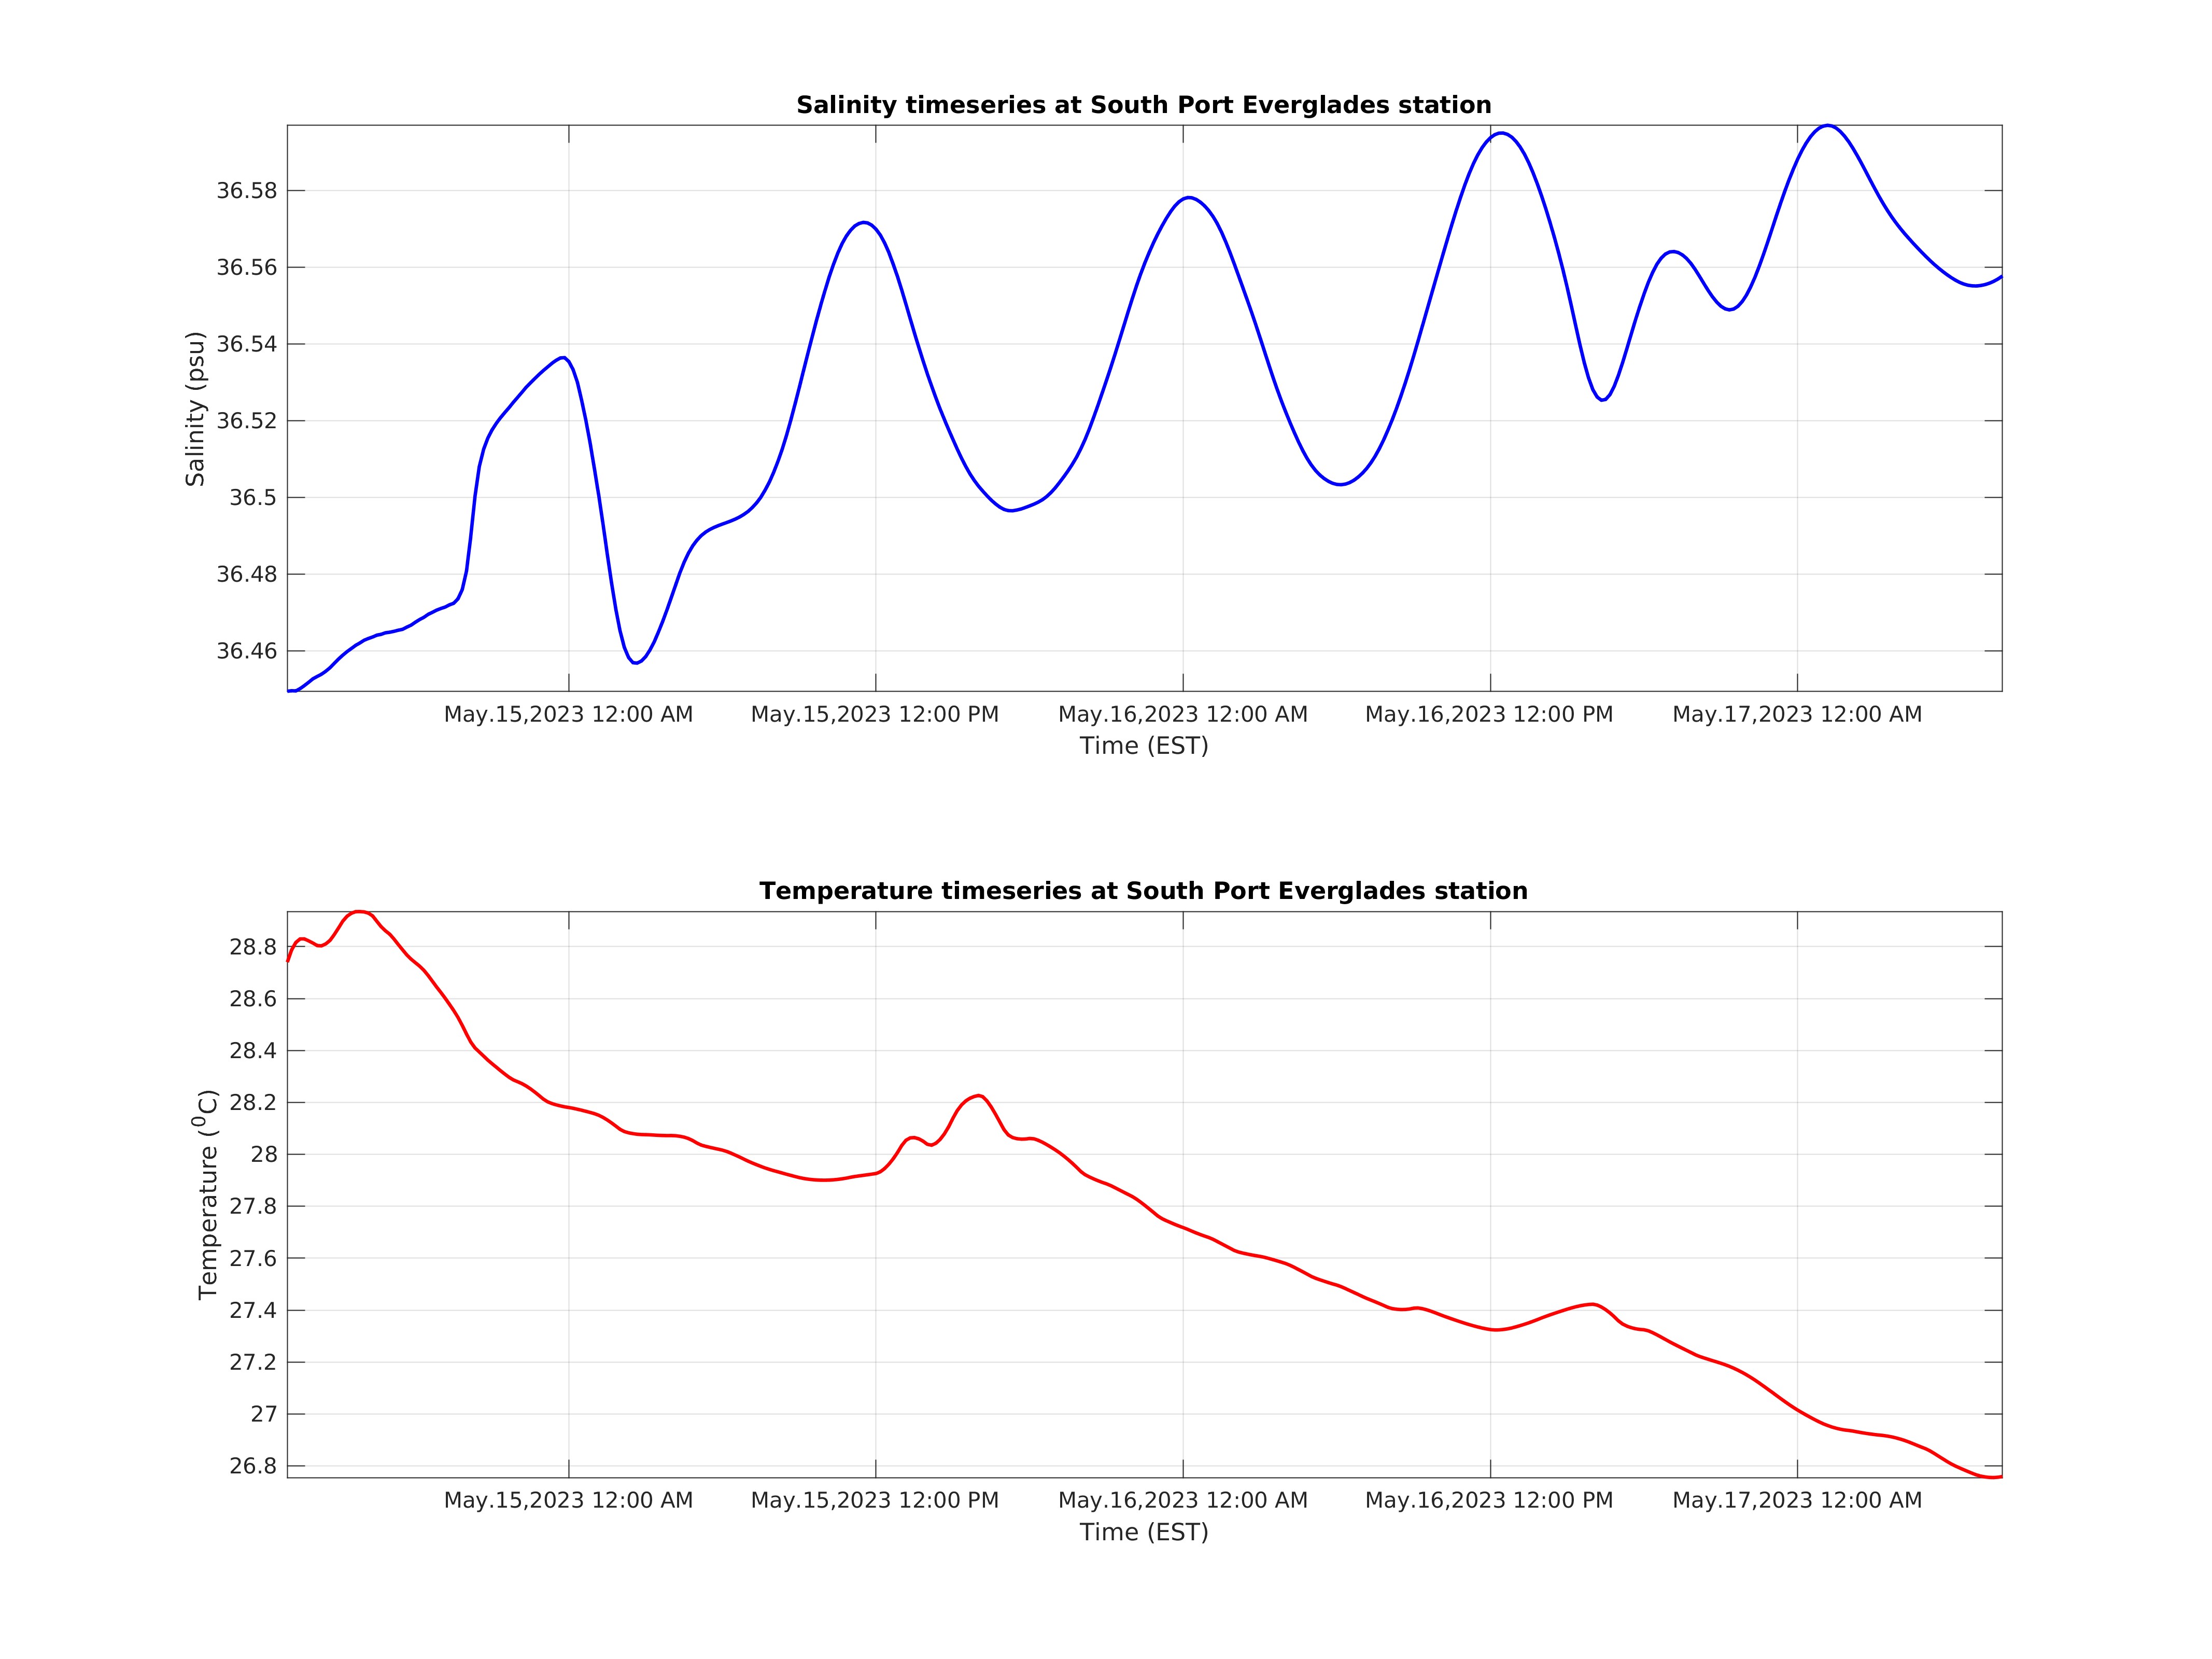 Salinity timeseries at South Port Everglades station
36.58
36.56
36.54
36.52
36.5
36.48
36.46
Salinity (psu)
May.15,2023 12:00 AM May.15,2023 12:00 PM May.16,2023 12:00 AM May.16,2023 12:00 PM May.17,2023 12:00 AM
Time (EST)
Temperature timeseries at South Port Everglades station
28.8
28.6
28.4
28.2
28
27.8
27.6
27.4
27.2
27
26.8
Temperature (⁰C)
May.15,2023 12:00 AM May.15,2023 12:00 PM May.16,2023 12:00 AM May.16,2023 12:00 PM May.17,2023 12:00 AM
Time (EST)